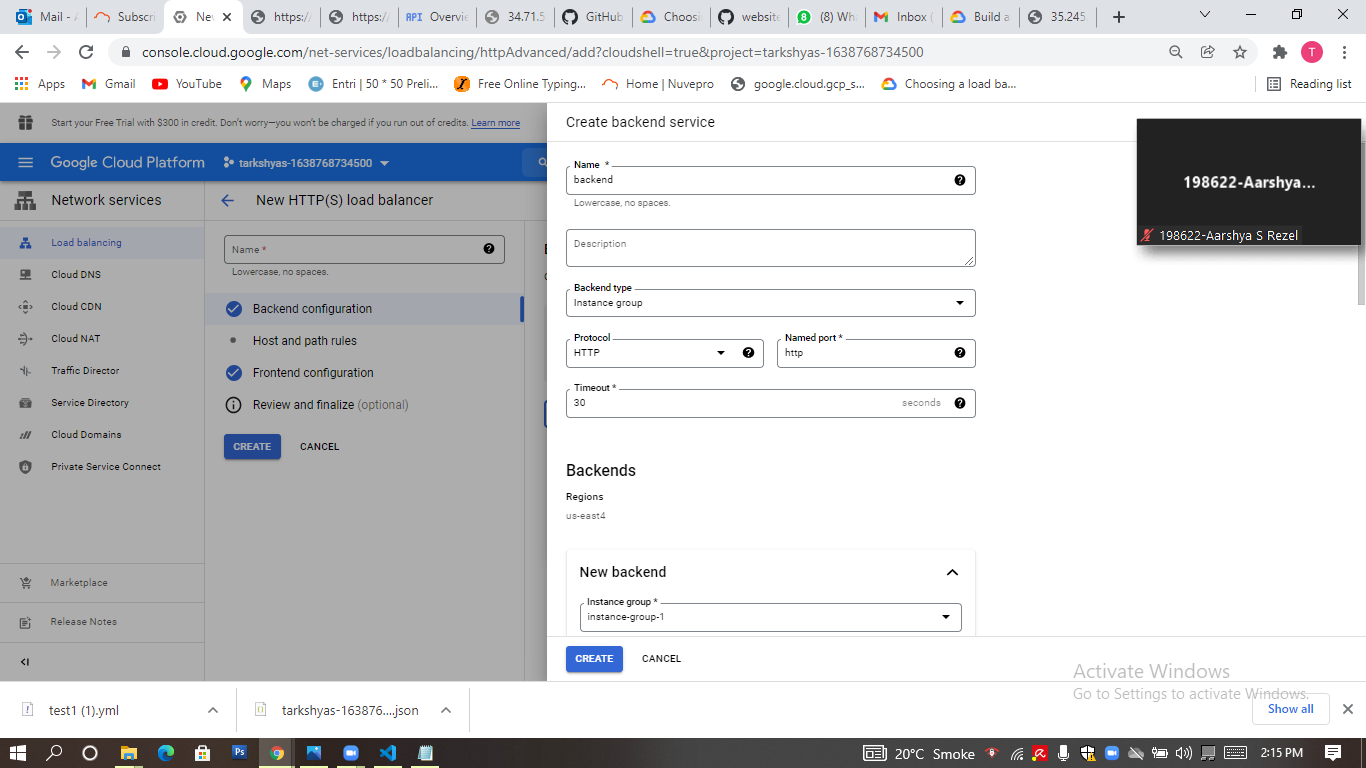 Mail - A
Subscri
Ne
https:/
https:/
API Overvie
34.71.5
GitHub
Choosi
website
(8) Wha
Inbox (
Build a
35.245
console.cloud.google.com/net-services/loadbalancing/httpAdvanced/add?cloudshell=true&project=tarkshyas-1638768734500
T
Apps
Gmail
YouTube
Maps
Entri | 50 * 50 Preli...
Free Online Typing...
Home | Nuvepro
google.cloud.gcp_s...
Choosing a load ba...
Reading list
Start your Free Trial with $300 in credit. Don't worry—you won't be charged if you run out of credits. Learn more
Google Cloud Platform
tarkshyas-1638768734500
Network services
Load balancing
Cloud DNS
Cloud CDN
Cloud NAT
Traffic Director
Service Directory
Cloud Domains
Private Service Connect
Marketplace
Release Notes
New HTTP(S) load balancer
Name *
Lowercase, no spaces.
Backend configuration
Host and path rules
Frontend configuration
Review and finalize (optional)
CREATE
CANCEL
Create backend service
Name *
backend
Lowercase, no spaces.
Description
Backend type
Instance group
Protocol
HTTP
Named port *
http
Timeout *
30
seconds
Backends
Regions
us-east4
New backend
Instance group *
instance-group-1
CREATE
CANCEL
198622-Aarshya...
198622-Aarshya S Rezel
Activate Windows
Go to Settings to activate Windows.
test1 (1).yml
tarkshyas-163876....json
Show all
Ps
20°C Smoke
2:15 PM